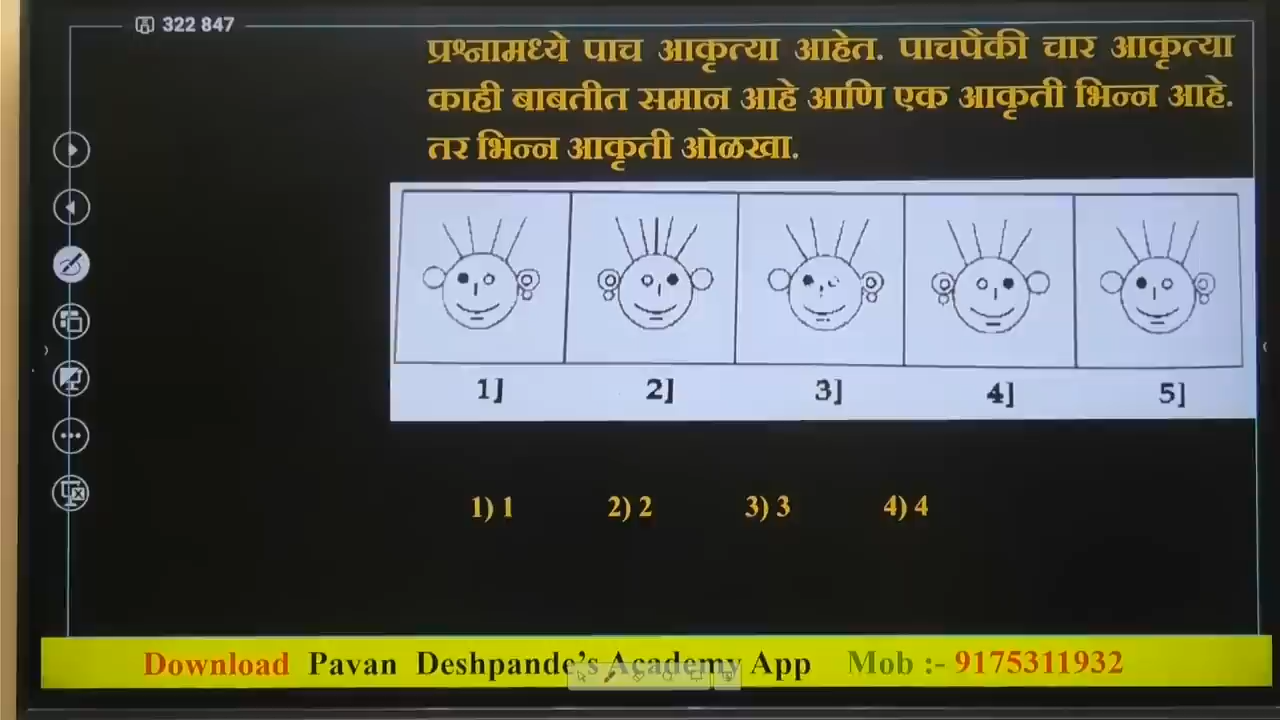 322 847
प्रश्नामध्ये पाच आकृत्या आहेत. पाचपैकी चार आकृत्या
काही बाबतीत समान आहे आणि एक आकृती भिन्न आहे.
तर भिन्न आकृती ओळखा.
1] 2] 3] 4] 5]
1) 1 2) 2 3) 3 4) 4
Download Pavan Deshpande’s Academy App Mob :- 9175311932